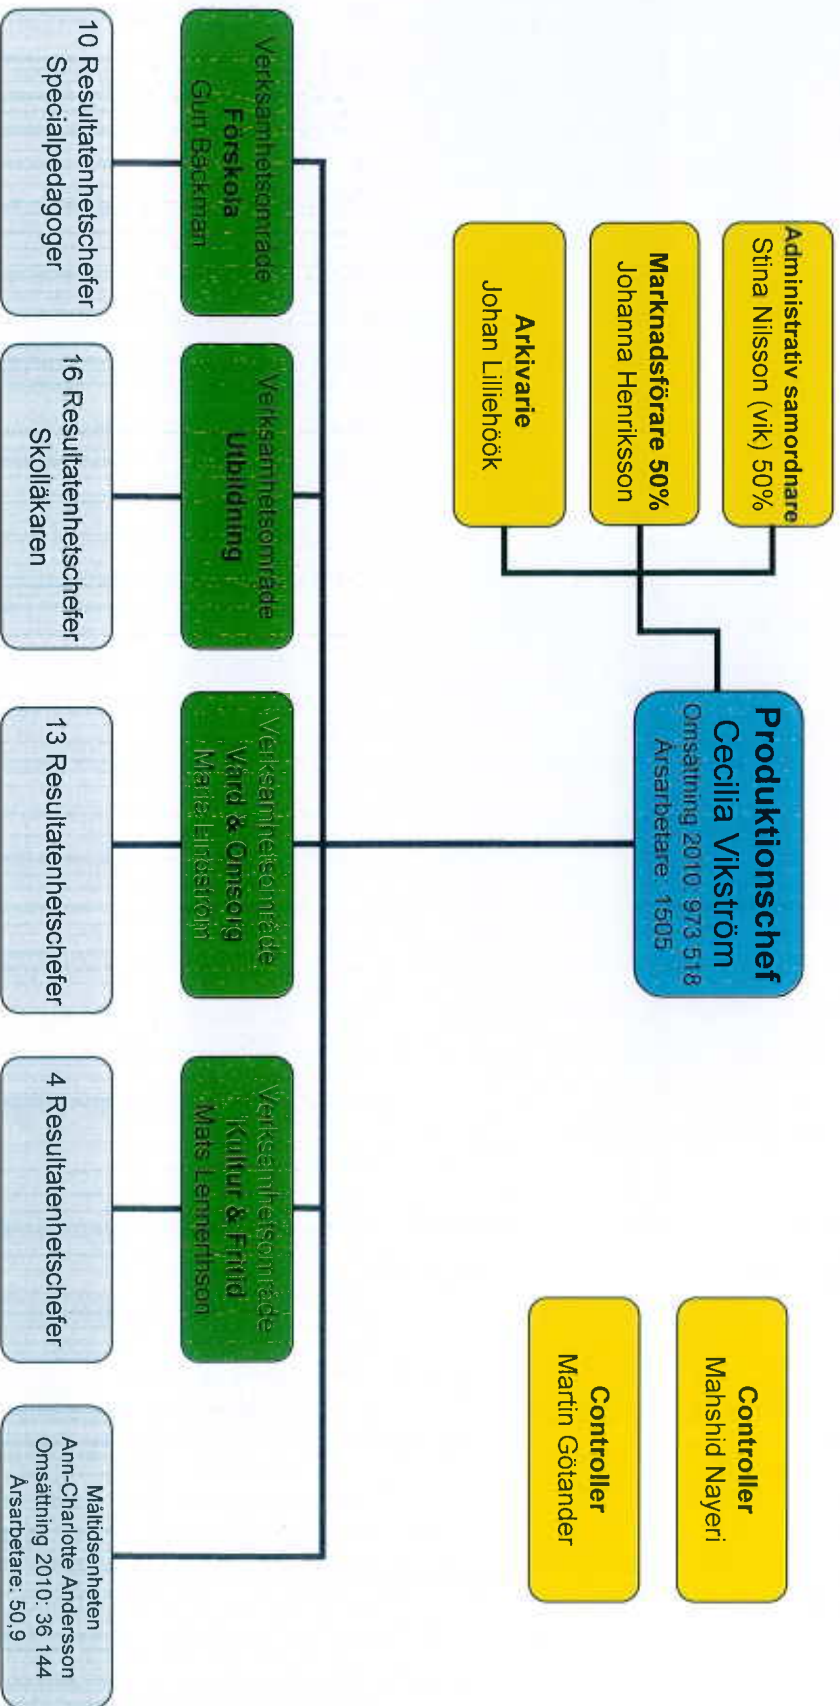 Administrativ samordnare
Stina Nilsson (vik) 50%
Marknadsförare 50%
Johanna Henriksson
Arkivarie
Johan Lilliehöök
Produktionschef
Cecilia Vikström
Omsättning 2010: 973 518
Årsarbetare: 1505
Controller
Mahshid Nayeri
Controller
Martin Götander
Verksamhetsområde
Förskola
Gun Bäckman
Verksamhetsområde
Utbildning
Verksamhetsområde
Vård & Omsorg
Maria Lindström
Verksamhetsområde
Kultur & Fritid
Mats Lennerthson
10 Resultatenhetschefer
Specialpedagoger
16 Resultatenhetschefer
Skolläkaren
13 Resultatenhetschefer
4 Resultatenhetschefer
Måltidsenheten
Ann-Charlotte Andersson
Omsättning 2010: 36 144
Årsarbetare: 50,9